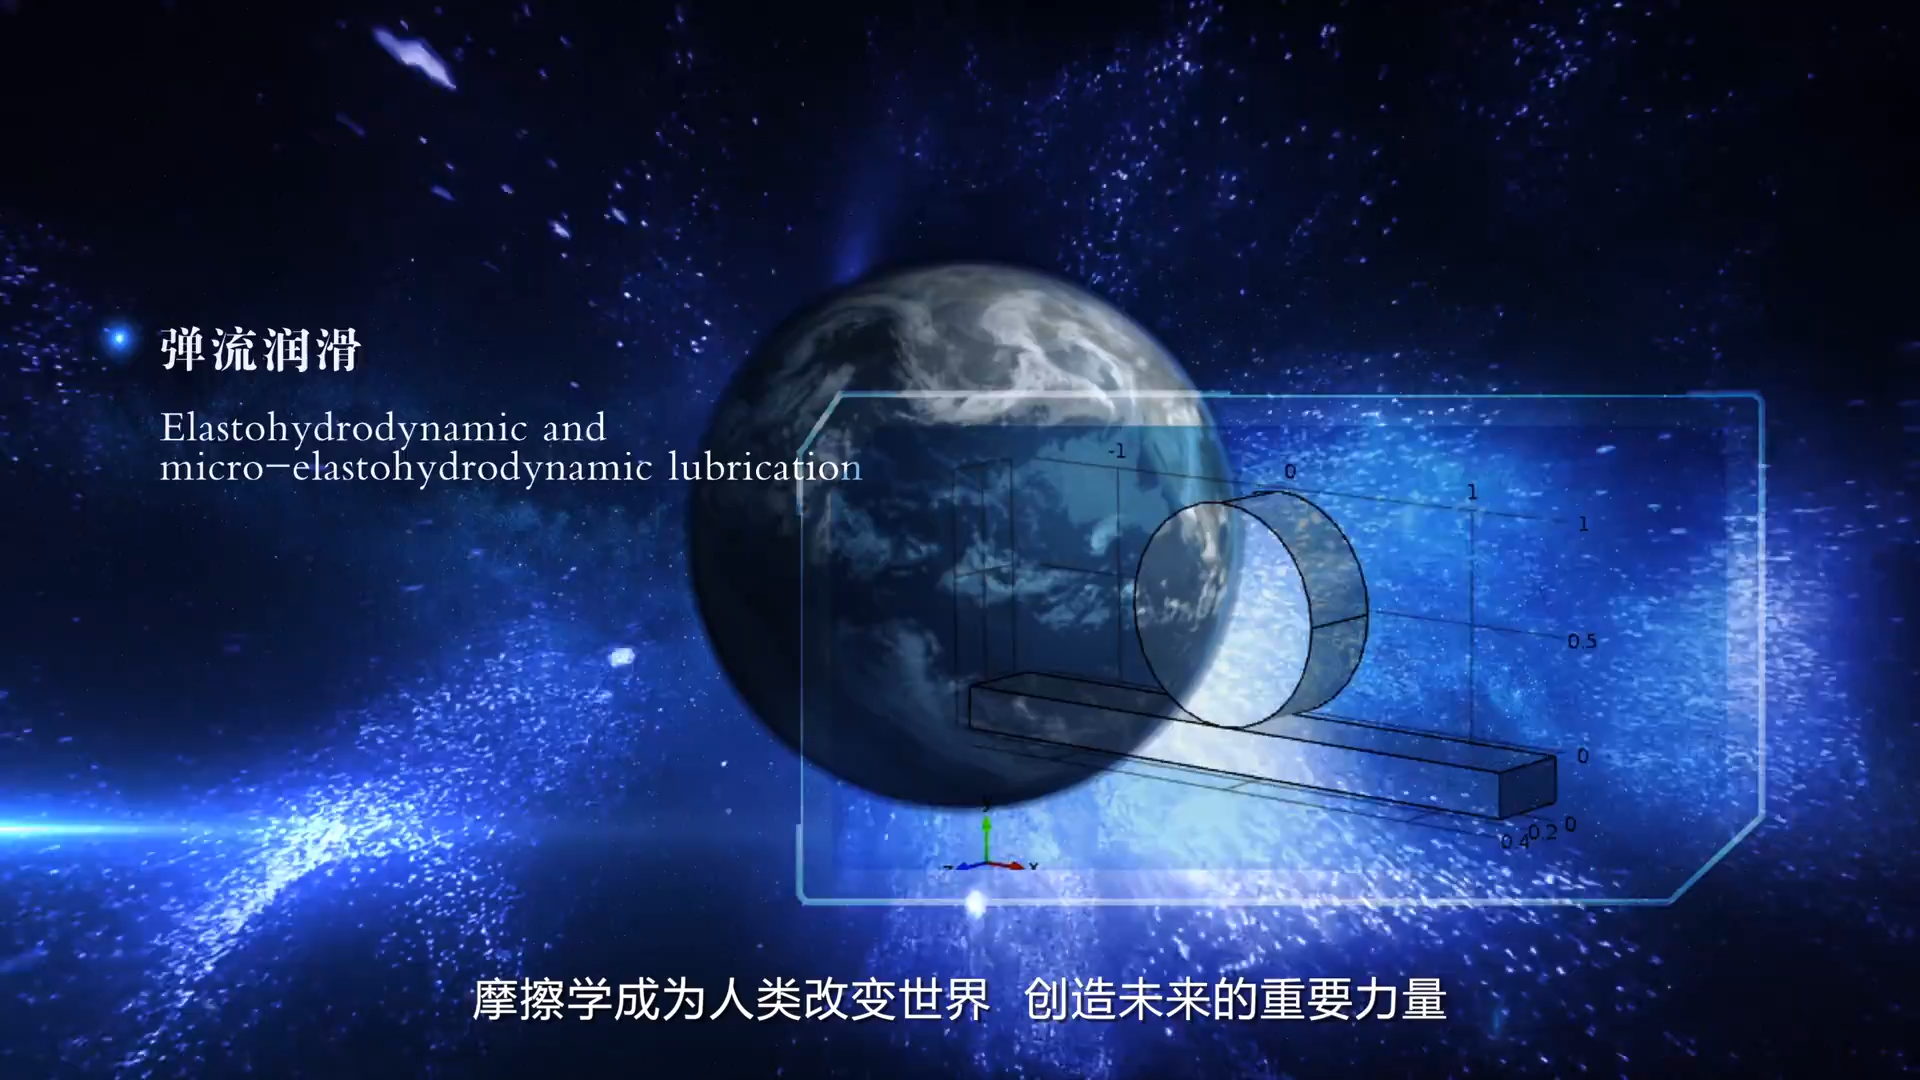 弹流润滑
Elastohydrodynamic and
micro-elastohydrodynamic lubrication
-1
0
1
1
0.5
0
0
0.2
0.4
y
z
x
摩擦学成为人类改变世界 创造未来的重要力量